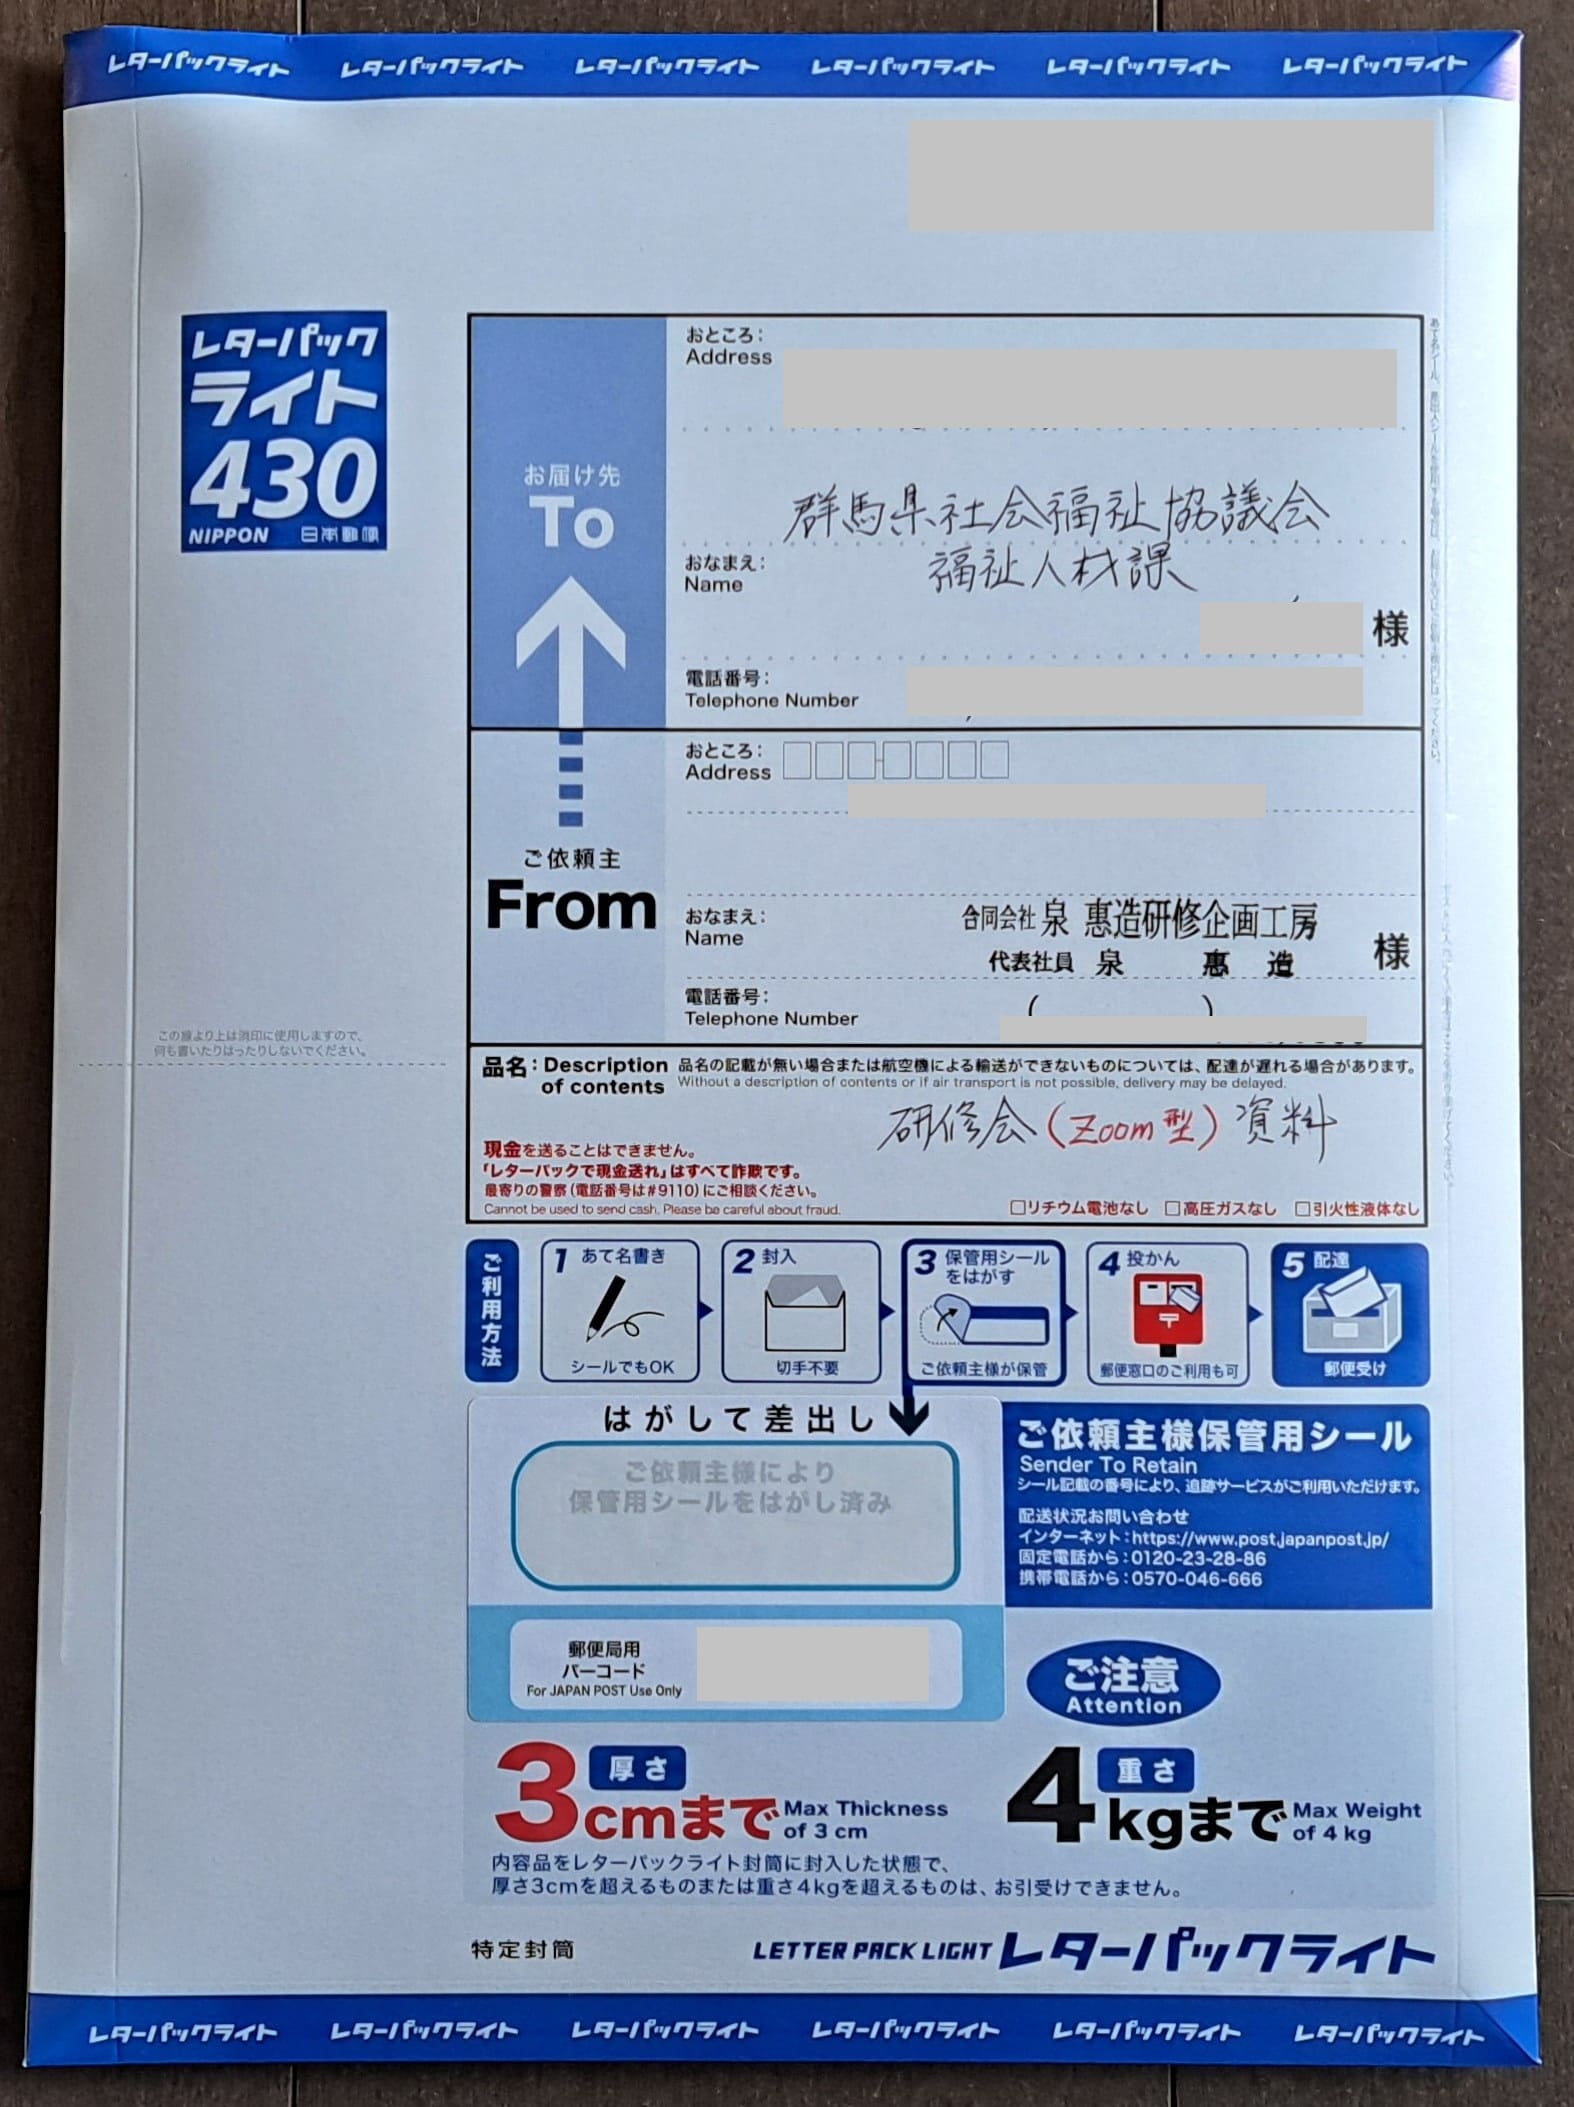 レターパックライト レターパックライト レターパックライト レターパックライト レターパックライト レターパックライト
レターパック
ライト
430
NIPPON 日本郵便
お届け先
To
おところ:
Address
群馬県社会福祉協議会
おなまえ:
Name
福祉人材課
様
電話番号:
Telephone Number
ご依頼主
From
おところ:
Address
おなまえ:
Name
合同会社 泉 惠造研修企画工房
代表社員 泉 惠 造
様
電話番号:
Telephone Number
( )
この線より上は消印に使用しますので、
何も書いたりはったりしないでください。
品名:Description of contents
品名の記載が無い場合または航空機による輸送ができないものについては、配達が遅れる場合があります。
Without a description of contents or if air transport is not possible, delivery may be delayed.
研修会(Zoom型)資料
現金を送ることはできません。
「レターパックで現金送れ」はすべて詐欺です。
最寄りの警察(電話番号は#9110)にご相談ください。
Cannot be used to send cash. Please be careful about fraud.
□リチウム電池なし □高圧ガスなし □引火性液体なし
ご利用方法
1 あて名書き
シールでもOK
2 封入
切手不要
3 保管用シール
をはがす
ご依頼主様が保管
4 投かん
郵便窓口のご利用も可
5 配達
郵便受け
はがして差出し
ご依頼主様により
保管用シールをはがし済み
ご依頼主様保管用シール
Sender To Retain
シール記載の番号により、追跡サービスがご利用いただけます。
配送状況お問い合わせ
インターネット:https://www.post.japanpost.jp/
固定電話から:0120-23-28-86
携帯電話から:0570-046-666
郵便局用
バーコード
For JAPAN POST Use Only
ご注意
Attention
厚さ
3cmまで
Max Thickness
of 3 cm
重さ
4kgまで
Max Weight
of 4 kg
内容品をレターパックライト封筒に封入した状態で、
厚さ3cmを超えるものまたは重さ4kgを超えるものは、お引受けできません。
特定封筒
LETTER PACK LIGHT レターパックライト
レターパックライト レターパックライト レターパックライト レターパックライト レターパックライト レターパックライト